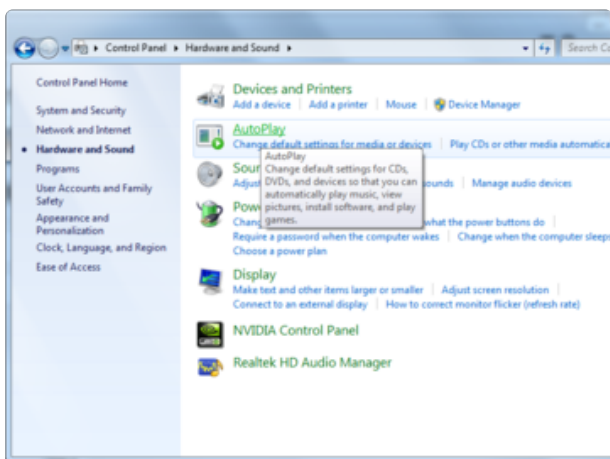 Control Panel ▸ Hardware and Sound ▸
Search Co
Control Panel Home
System and Security
Network and Internet
Hardware and Sound
Programs
User Accounts and Family
Safety
Appearance and
Personalization
Clock, Language, and Region
Ease of Access
Devices and Printers
Add a device Add a printer Mouse Device Manager
AutoPlay
Change default settings for media or devices Play CDs or other media automatica
AutoPlay
Change default settings for CDs,
DVDs, and devices so that you can
automatically play music, view
pictures, install software, and play
games.
Soun
Adjus ounds Manage audio devices
Pow
Chang what the power buttons do
Require a password when the computer wakes Change when the computer sleeps
Choose a power plan
Display
Make text and other items larger or smaller Adjust screen resolution
Connect to an external display How to correct monitor flicker (refresh rate)
NVIDIA Control Panel
Realtek HD Audio Manager